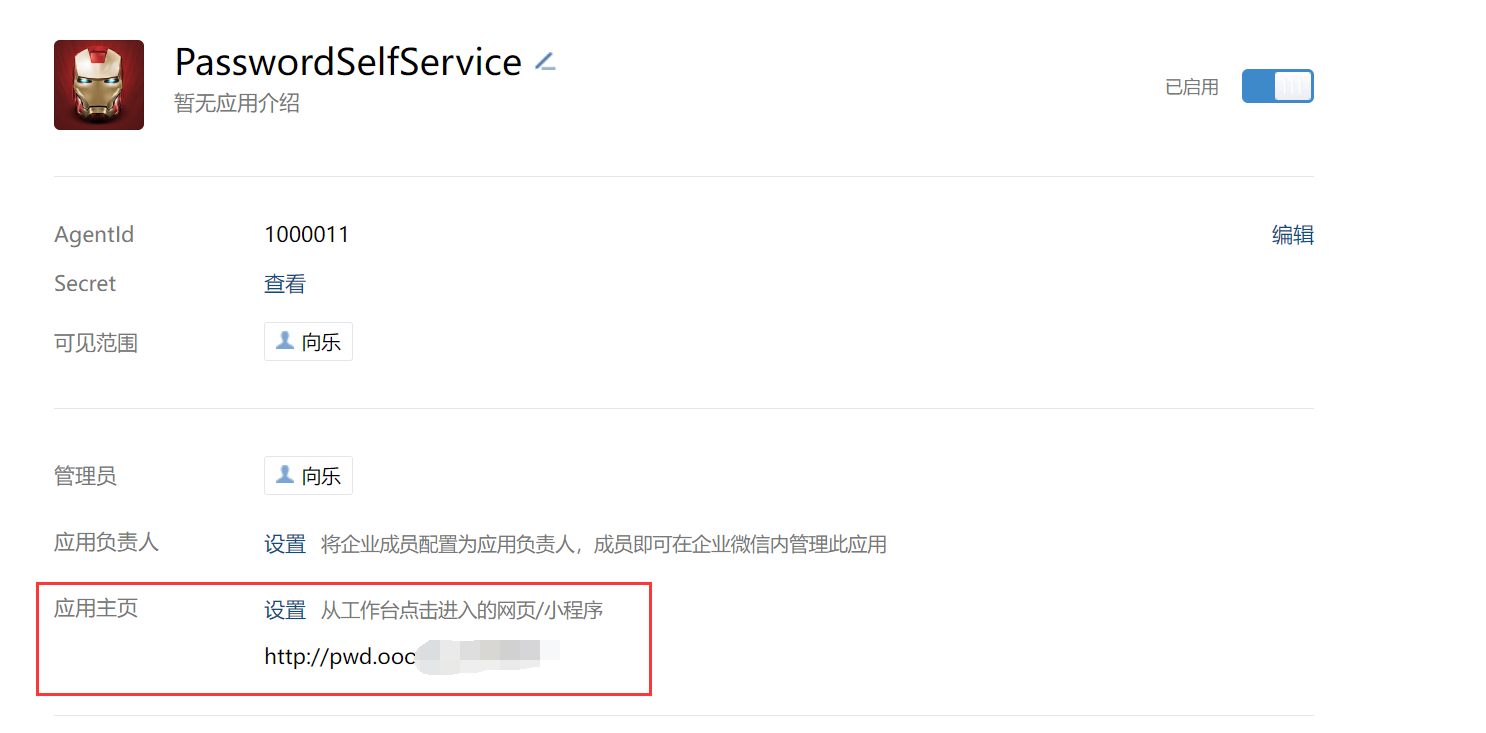 PasswordSelfService
暂无应用介绍
已启用
AgentId 1000011 编辑
Secret 查看
可见范围 向乐
管理员 向乐
应用负责人 设置 将企业成员配置为应用负责人，成员即可在企业微信内管理此应用
应用主页 设置 从工作台点击进入的网页/小程序
http://pwd.ooc